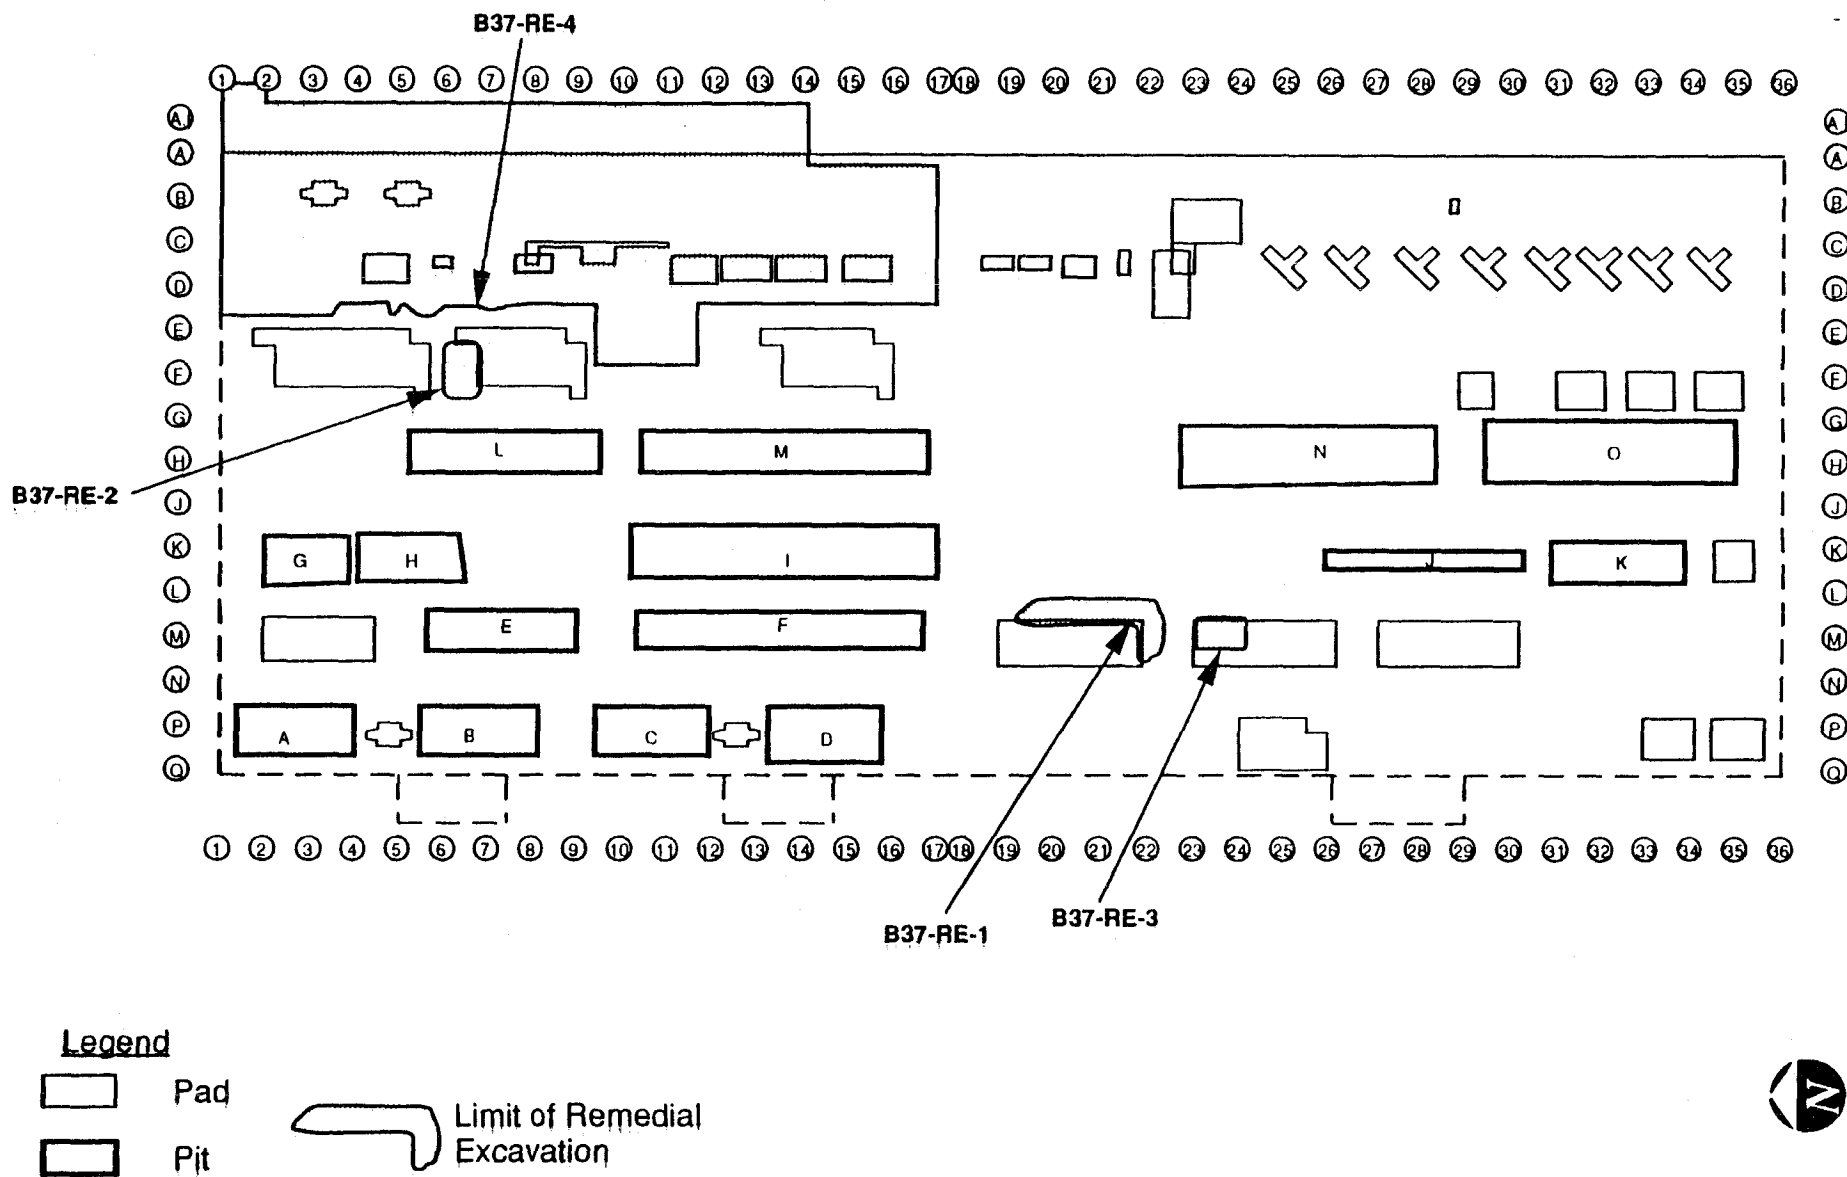 B37-RE-4
1 2 3 4 5 6 7 8 9 10 11 12 13 14 15 16 17 18 19 20 21 22 23 24 25 26 27 28 29 30 31 32 33 34 35 36
A. A
A A
B B
C C
D D
E E
F F
G G
L M N O
H H
B37-RE-2
J J
K K
G H I J K
L L
E F
M M
N N
P P
A B C D
Q Q
1 2 3 4 5 6 7 8 9 10 11 12 13 14 15 16 17 18 19 20 21 22 23 24 25 26 27 28 29 30 31 32 33 34 35 36
B37-RE-1
B37-RE-3
Legend
Pad
Limit of Remedial
Excavation
Pit
N